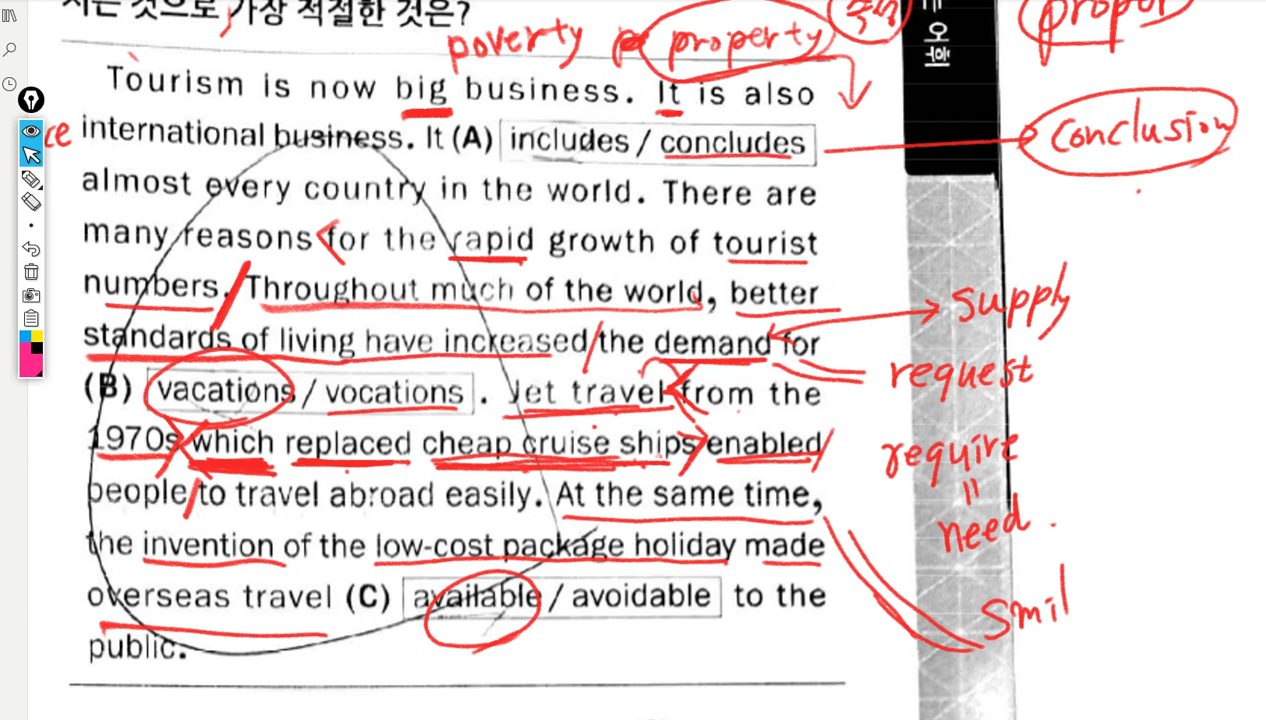 가장 적절한 것은?
poverty property
proper
Tourism is now big business. It is also
international business. It (A) includes / concludes
conclusion
almost every country in the world. There are
many reasons for the rapid growth of tourist
numbers. Throughout much of the world, better
supply
standards of living have increased the demand for
request
(B) vacations / vocations . Jet travel from the
1970s which replaced cheap cruise ships enabled
require
people to travel abroad easily. At the same time,
need.
the invention of the low-cost package holiday made
overseas travel (C) available / avoidable to the
Smil
public.